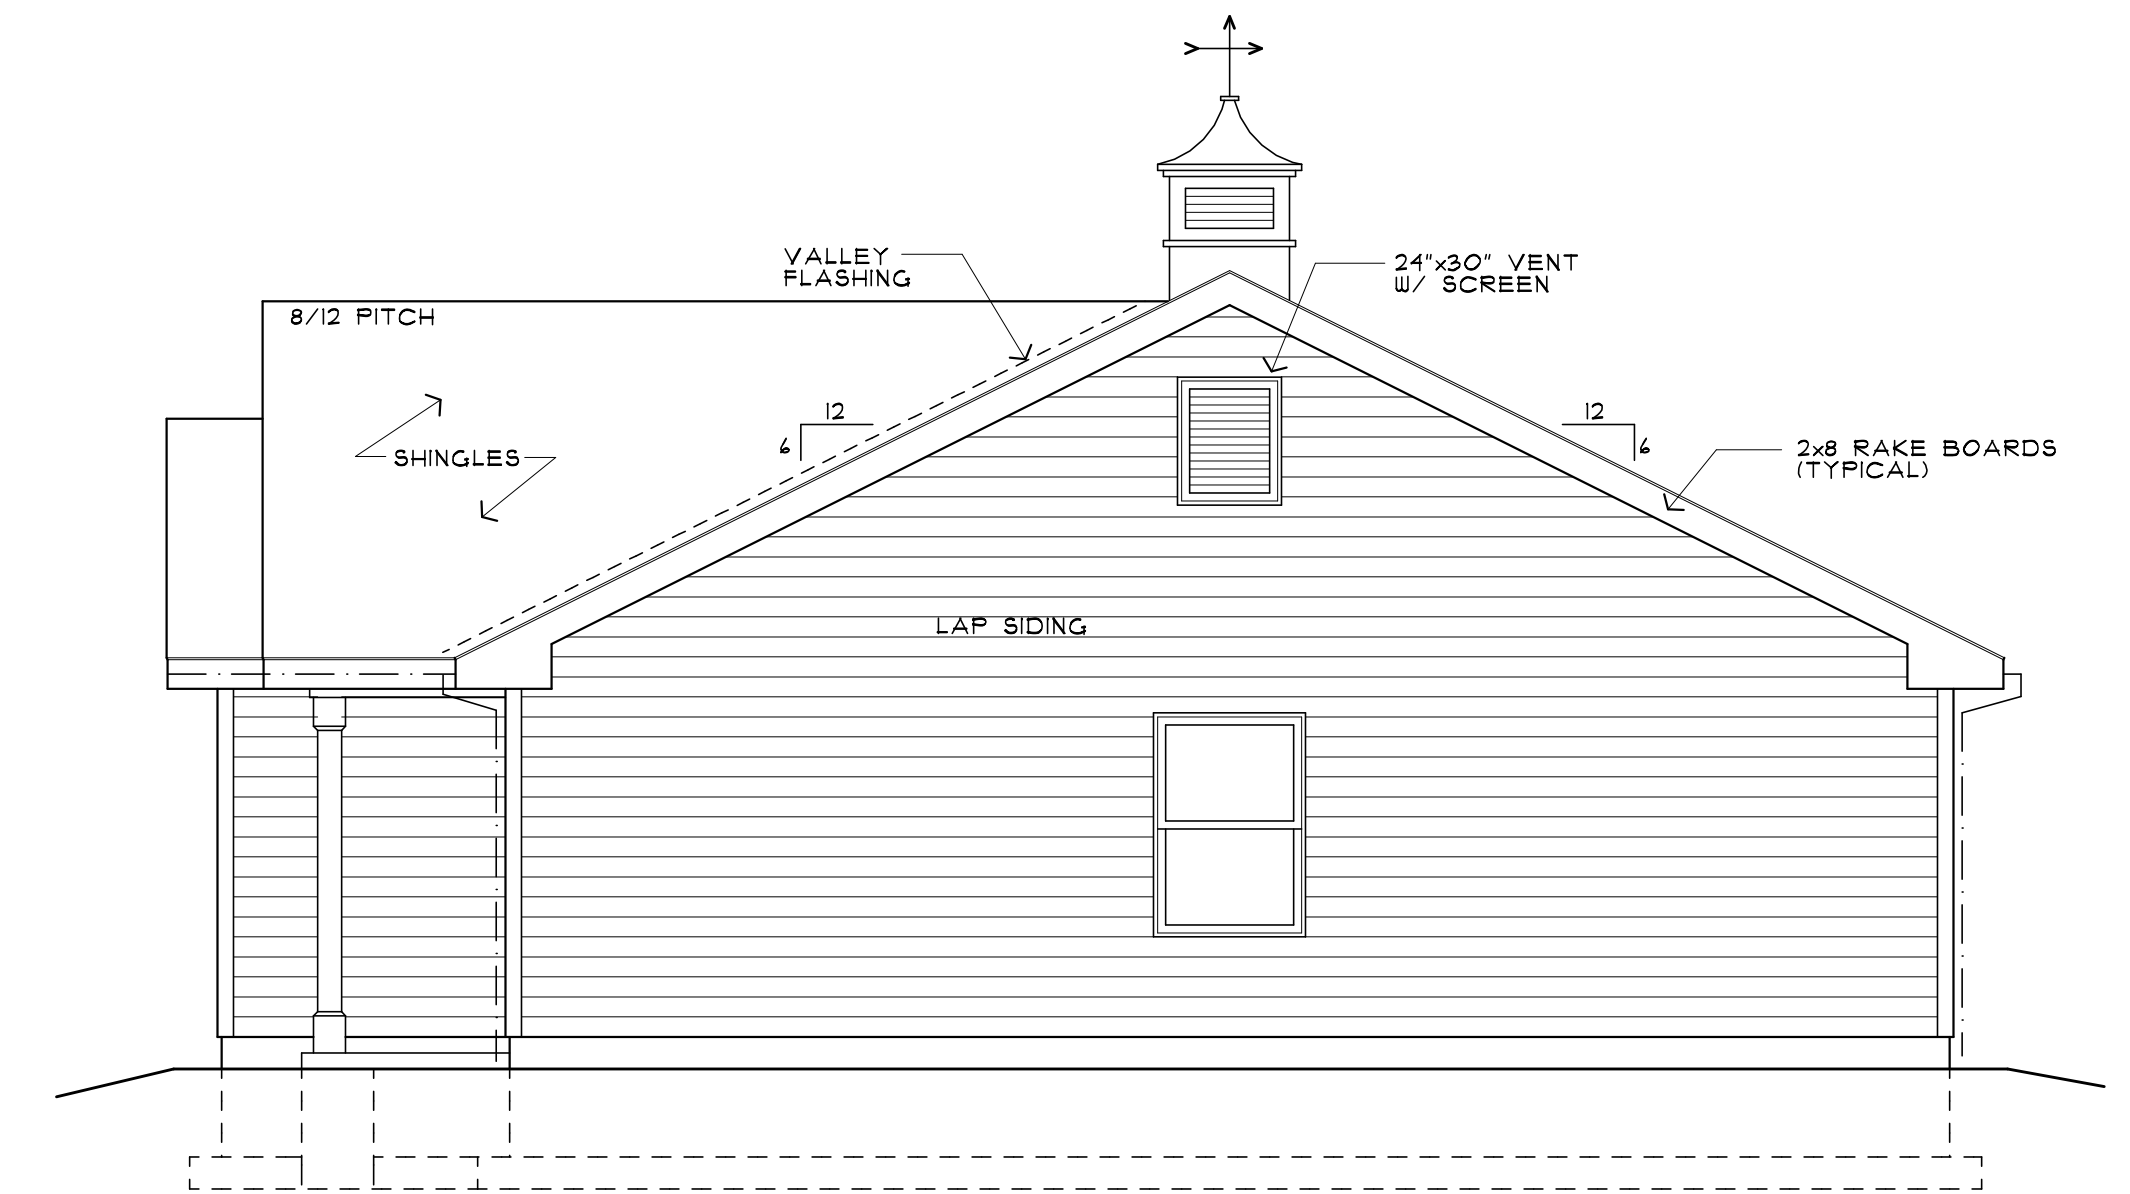 VALLEY
FLASHING
24"x30" VENT
W/ SCREEN
8/12 PITCH
12
6
12
6
SHINGLES
2x8 RAKE BOARDS
(TYPICAL)
LAP SIDING